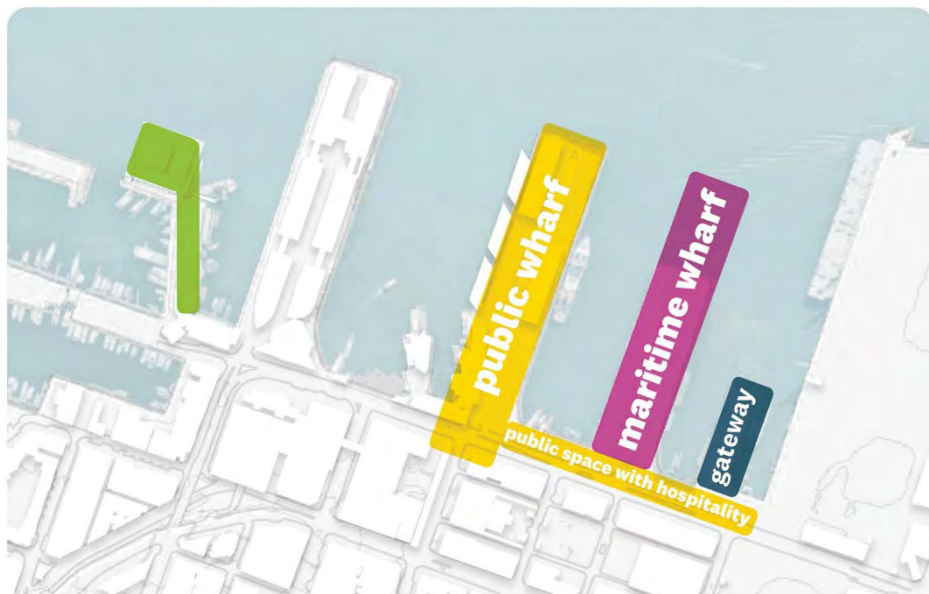 public wharf
maritime wharf
gateway
public space with hospitality